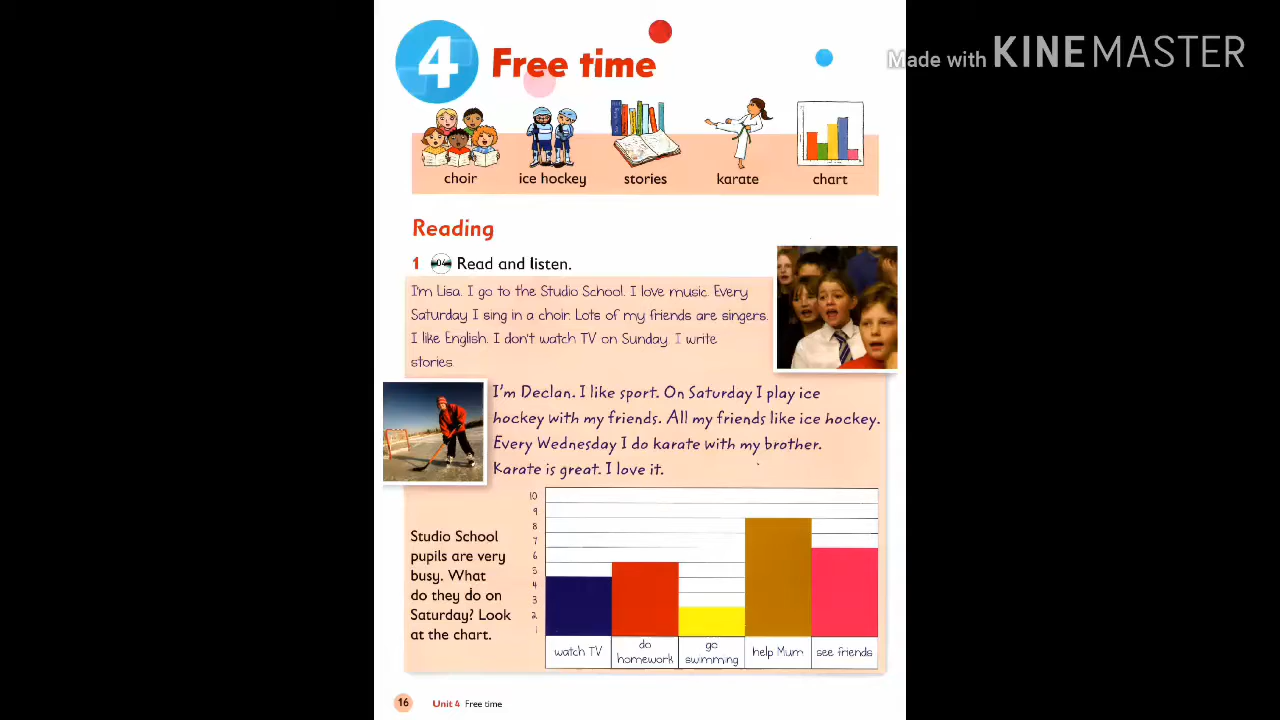 4
Free time
Made with KINEMASTER
choir
ice hockey
stories
karate
chart
Reading
1 04 Read and listen.
I'm Lisa. I go to the Studio School. I love music. Every
Saturday I sing in a choir. Lots of my friends are singers.
I like English. I don't watch TV on Sunday. I write
stories.
I'm Declan. I like sport. On Saturday I play ice
hockey with my friends. All my friends like ice hockey.
Every Wednesday I do karate with my brother.
Karate is great. I love it.
Studio School
pupils are very
busy. What
do they do on
Saturday? Look
at the chart.
10
9
8
7
6
5
4
3
2
1
watch TV
do
homework
go
swimming
help Mum
see friends
16 Unit 4 Free time